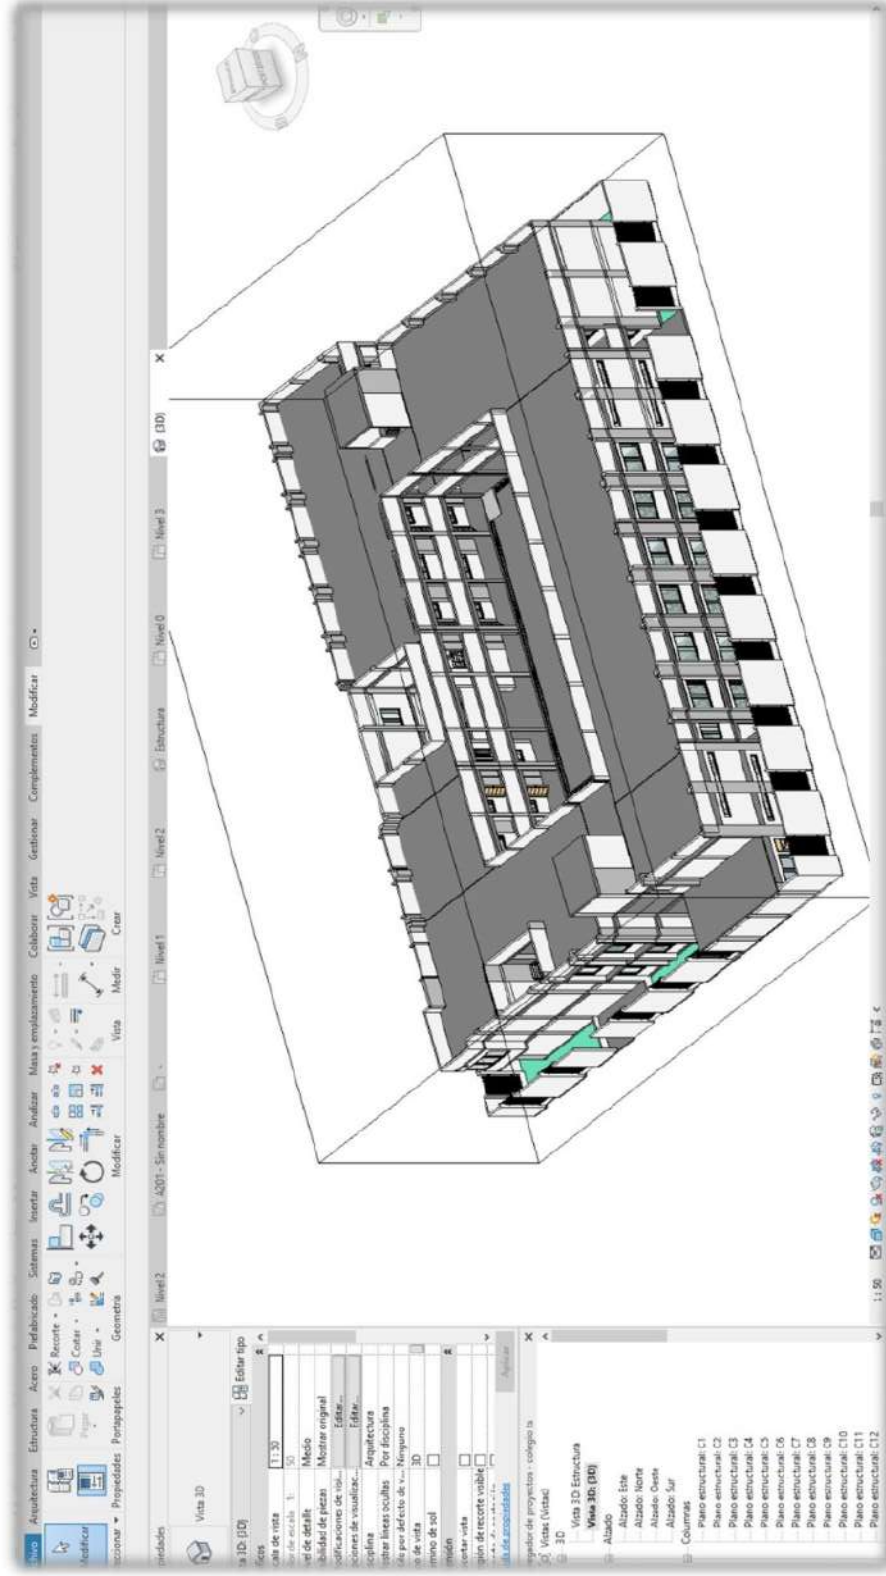 Arquitectura Estructura Acero Prefabricado Sistemas Insertar Anotar Analizar Masa y emplazamiento Colaborar Vista Gestionar Complementos Modificar
Modificar
Pegar
Recorte
Cortar
Unir
Propiedades Portapapeles Geometría Modificar Vista Medir Crear
Nivel 2 A201 - Sin nombre Nivel 1 Nivel 2 Estructura Nivel 0 Nivel 3 {3D}
Vista 3D
Editar tipo
1 : 50
50
Medio
Mostrar original
Editar...
Editar...
Arquitectura
Por disciplina
Ninguno
3D
Aplicar
Vistas (Vistas)
3D
Vista 3D: Estructura
Vista 3D: {3D}
Alzado
Alzado: Este
Alzado: Norte
Alzado: Oeste
Alzado: Sur
Columnas
Plano estructural: C1
Plano estructural: C2
Plano estructural: C3
Plano estructural: C4
Plano estructural: C5
Plano estructural: C6
Plano estructural: C7
Plano estructural: C8
Plano estructural: C9
Plano estructural: C10
Plano estructural: C11
Plano estructural: C12
1 : 50